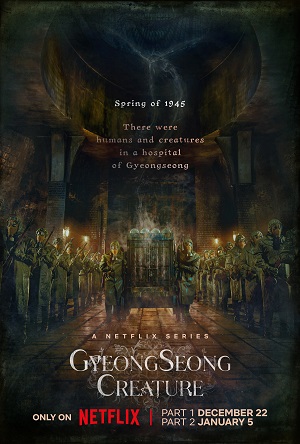 Spring of 1945
There were
humans and creatures
in a hospital
of Gyeongseong
A NETFLIX SERIES
GYEONGSEONG
CREATURE
ONLY ON NETFLIX
PART 1 DECEMBER 22
PART 2 JANUARY 5